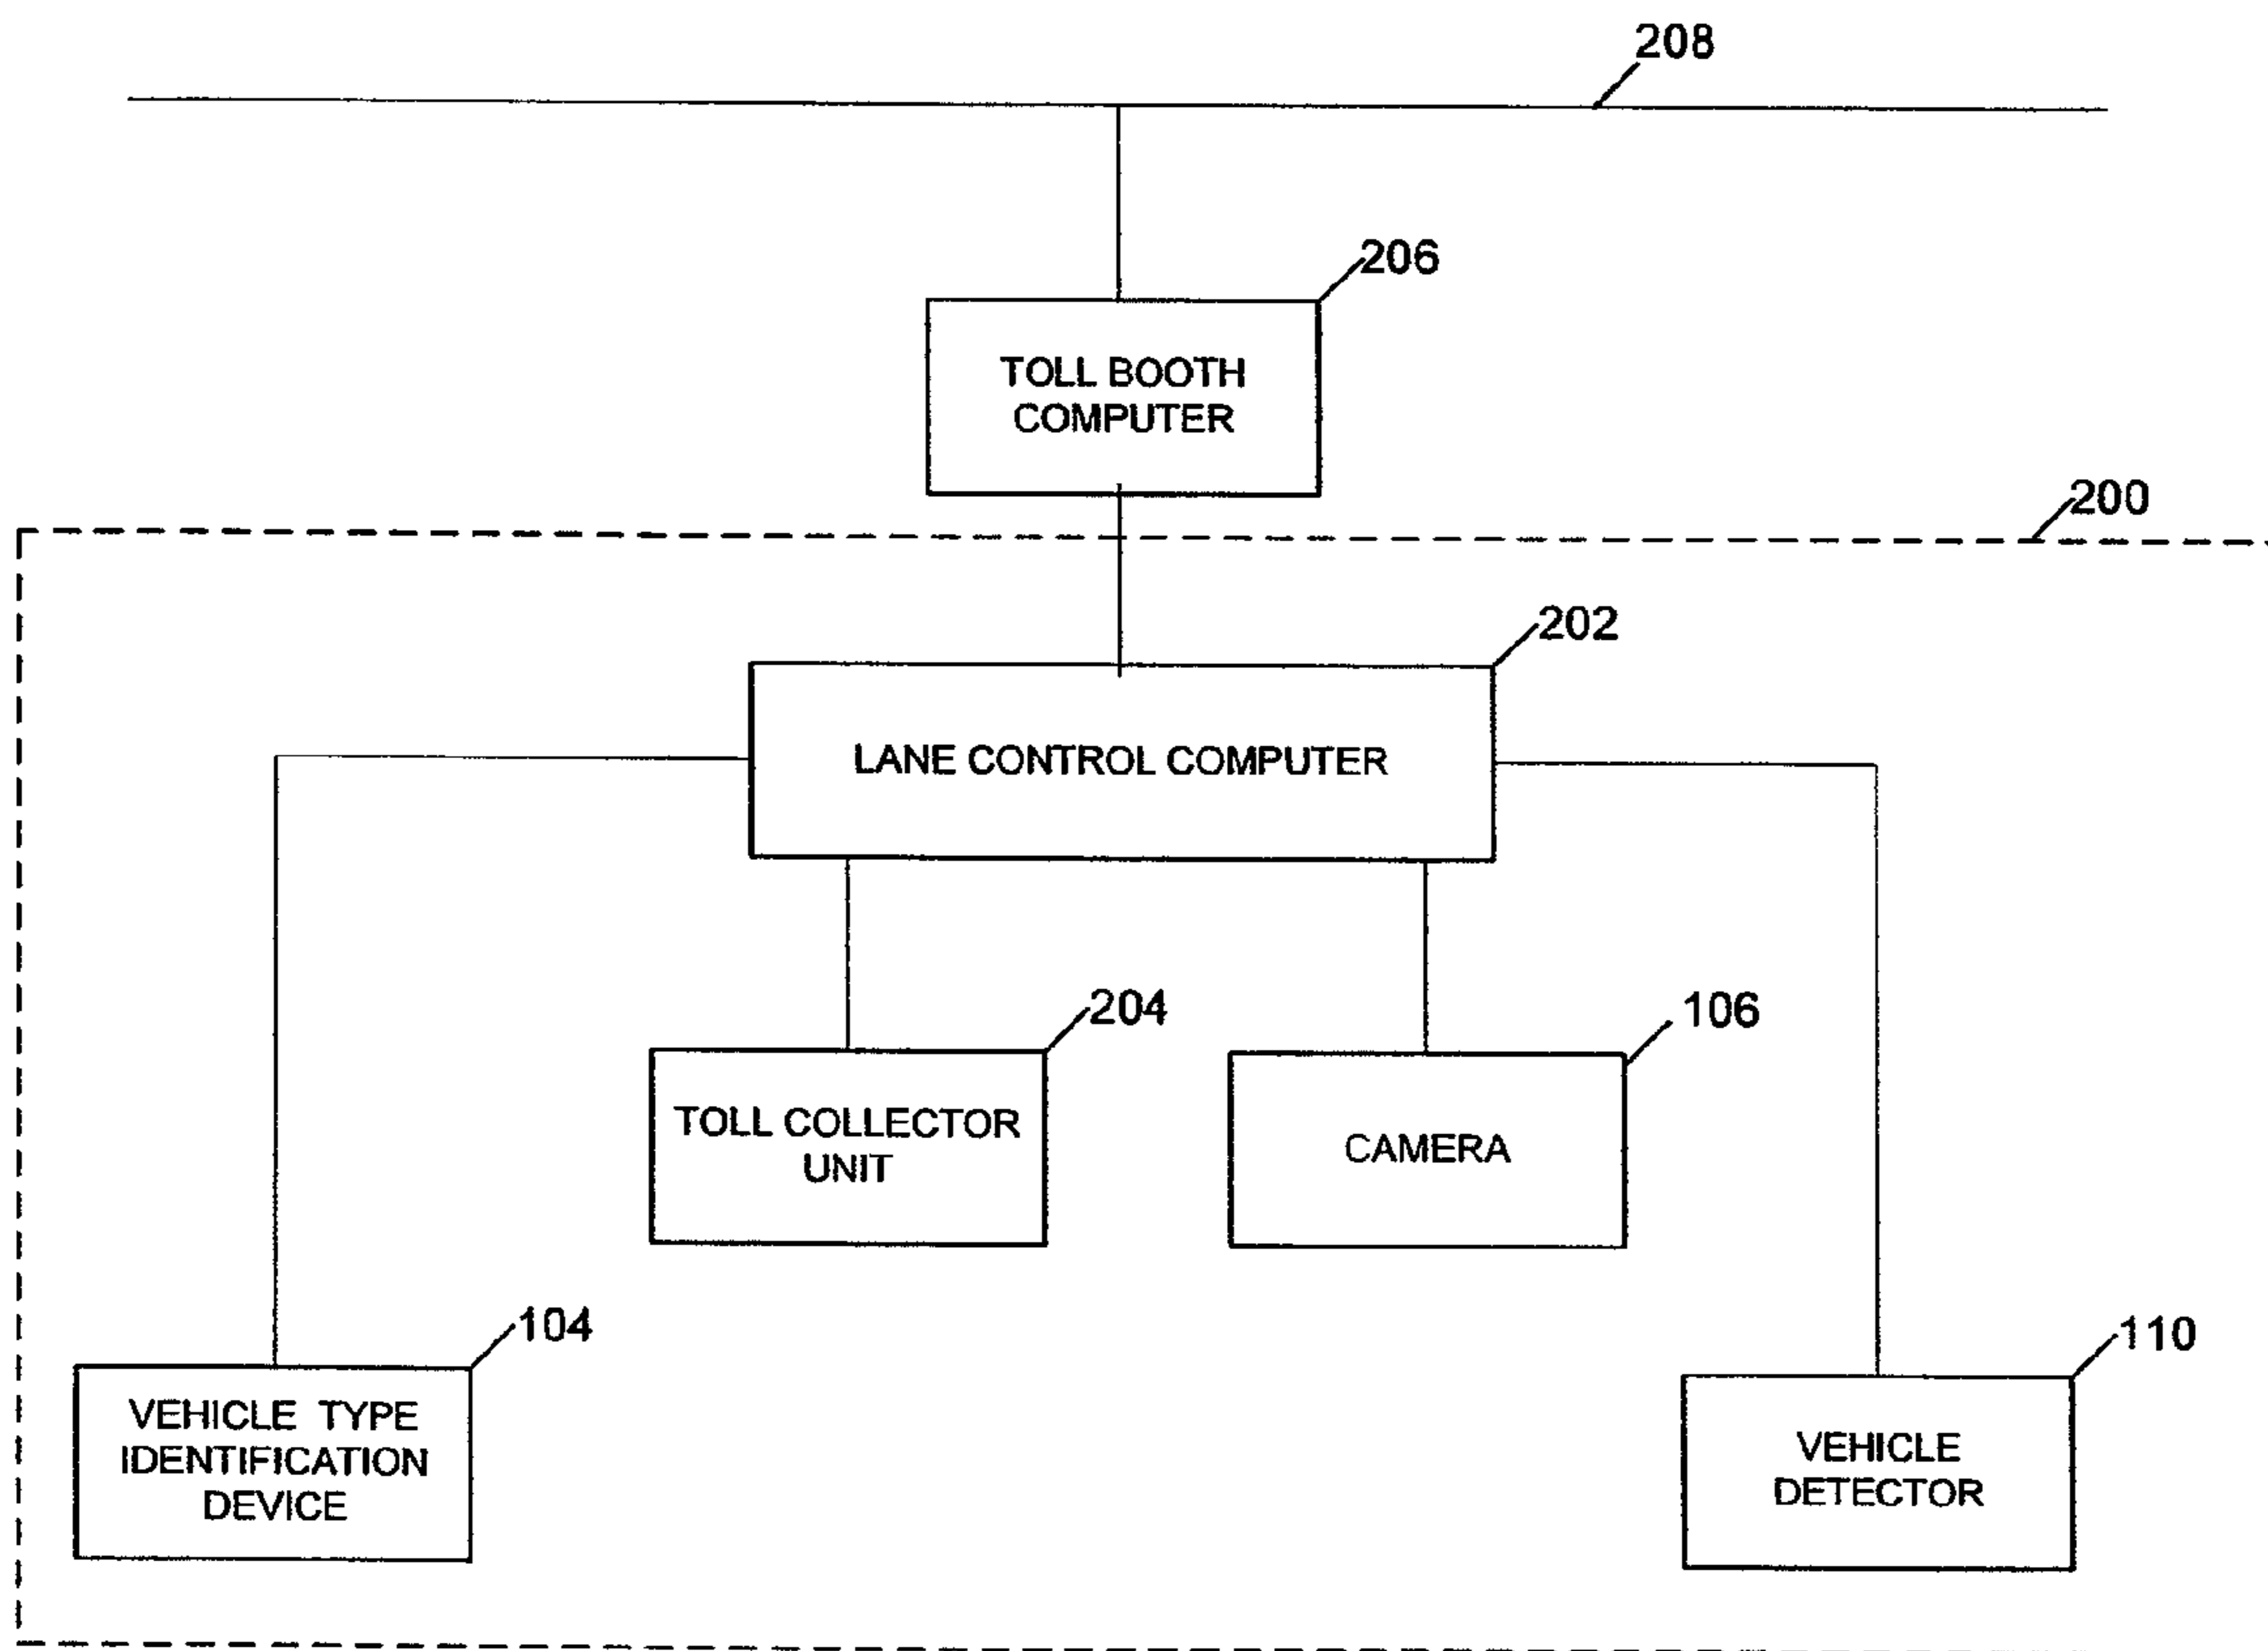 208
206
TOLL BOOTH
COMPUTER
200
202
LANE CONTROL COMPUTER
204
106
TOLL COLLECTOR
UNIT
CAMERA
104
110
VEHICLE TYPE
IDENTIFICATION
DEVICE
VEHICLE
DETECTOR